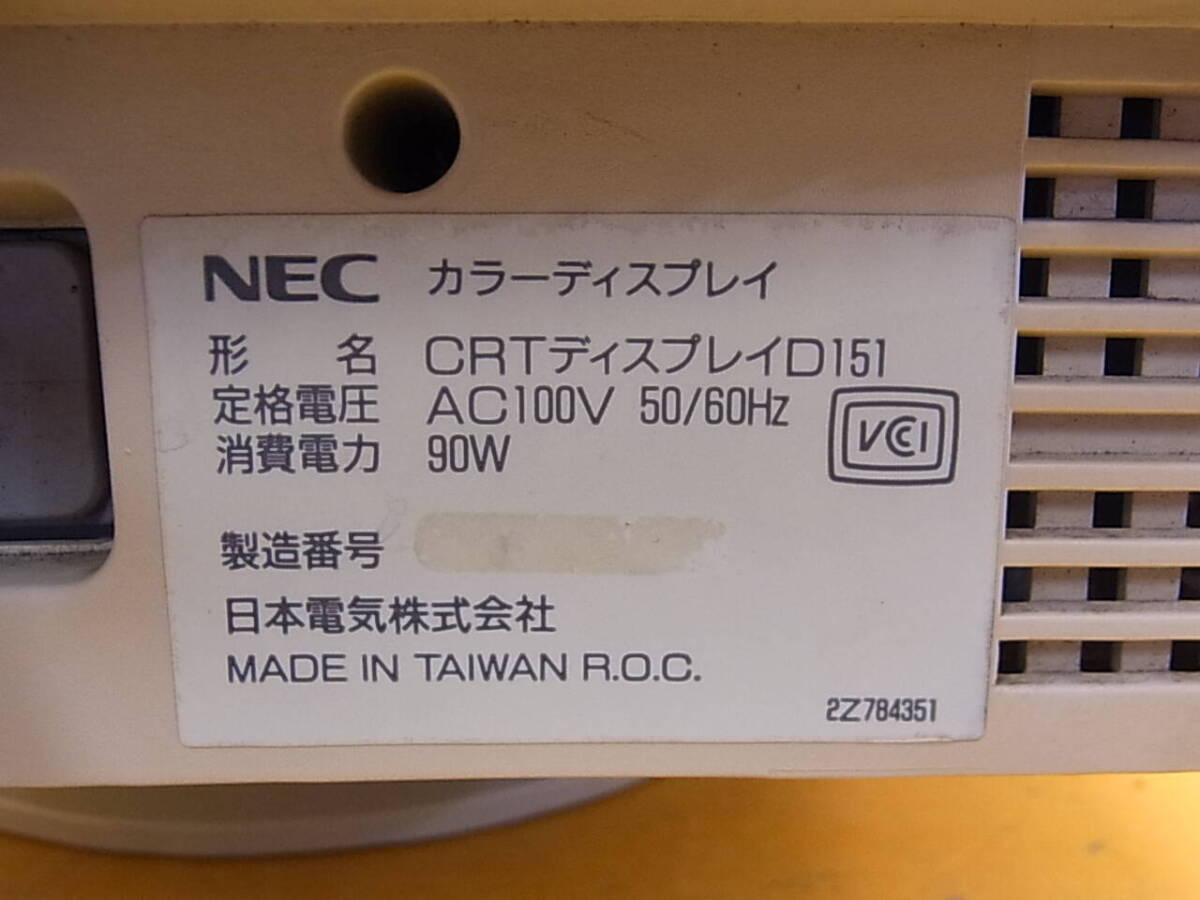 NEC カラーディスプレイ
形名 CRTディスプレイD151
定格電圧 AC100V 50/60Hz
消費電力 90W
VCCI
製造番号
日本電気株式会社
MADE IN TAIWAN R.O.C.
2Z784351